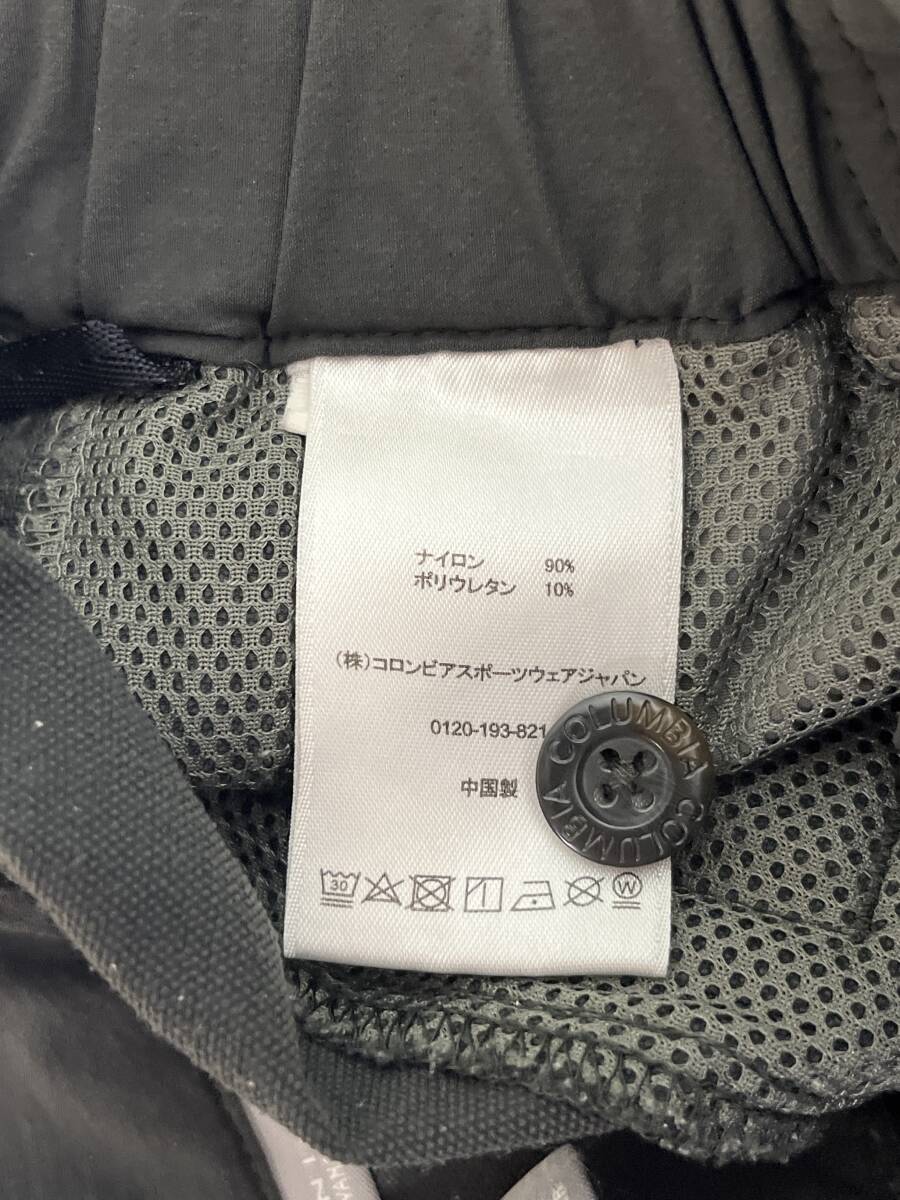 ナイロン 90%
ポリウレタン 10%
(株)コロンビアスポーツウェアジャパン
0120-193-821
中国製
COLUMBIA COLUMBIA
30
W